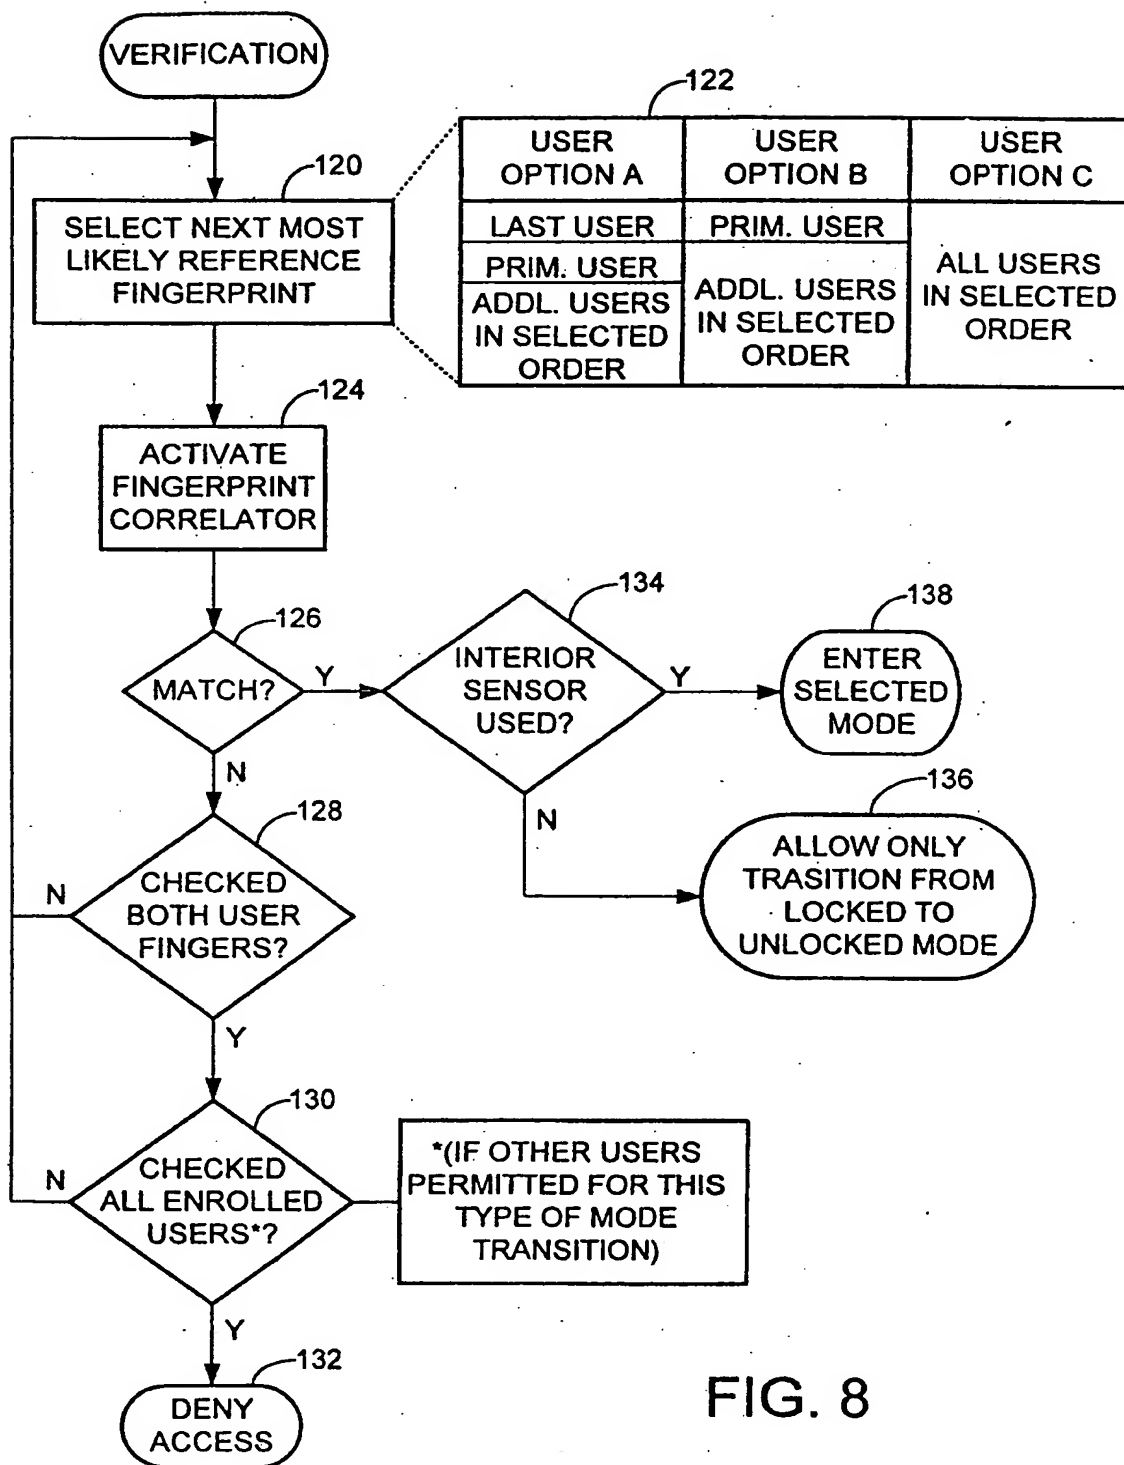 VERIFICATION
122
120
SELECT NEXT MOST
LIKELY REFERENCE
FINGERPRINT
USER
OPTION A
USER
OPTION B
USER
OPTION C
LAST USER
PRIM. USER
PRIM. USER
ADDL. USERS
IN SELECTED
ORDER
ADDL. USERS
IN SELECTED
ORDER
ALL USERS
IN SELECTED
ORDER
124
ACTIVATE
FINGERPRINT
CORRELATOR
126
MATCH?
Y
N
134
INTERIOR
SENSOR
USED?
Y
N
138
ENTER
SELECTED
MODE
136
ALLOW ONLY
TRASITION FROM
LOCKED TO
UNLOCKED MODE
128
CHECKED
BOTH USER
FINGERS?
N
Y
130
CHECKED
ALL ENROLLED
USERS*?
N
Y
*(IF OTHER USERS
PERMITTED FOR THIS
TYPE OF MODE
TRANSITION)
132
DENY
ACCESS
FIG. 8